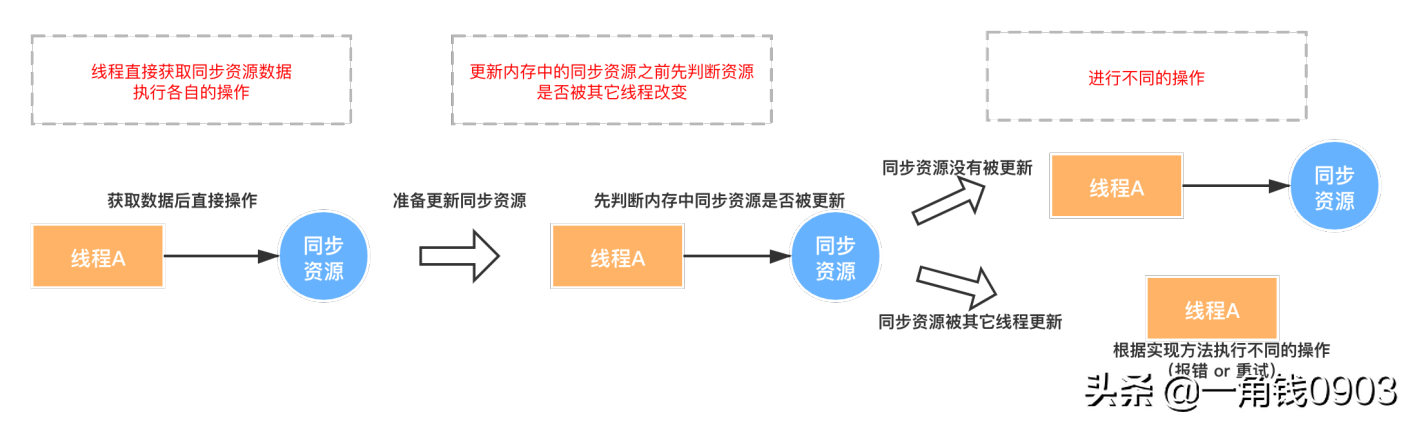 线程直接获取同步资源数据
执行各自的操作
更新内存中的同步资源之前先判断资源
是否被其它线程改变
进行不同的操作
获取数据后直接操作
线程A
同步
资源
准备更新同步资源
先判断内存中同步资源是否被更新
线程A
同步
资源
同步资源没有被更新
线程A
同步
资源
同步资源被其它线程更新
线程A
根据实现方法执行不同的操作
（报错 or 重试）
头条 @一角钱0903